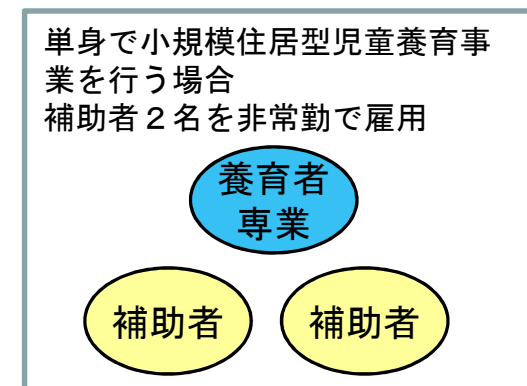 単身で小規模住居型児童養育事
業を行う場合
補助者２名を非常勤で雇用
養育者
専業
補助者
補助者